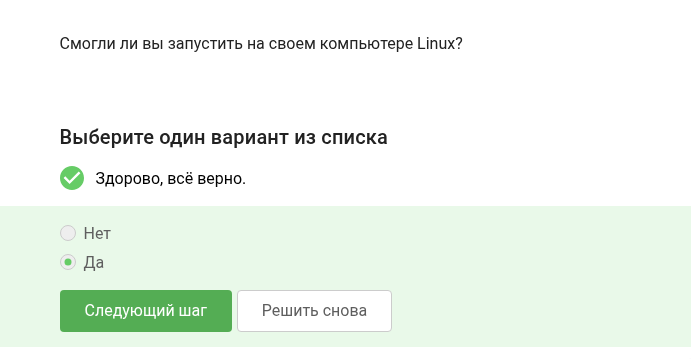 Смогли ли вы запустить на своем компьютере Linux?
Выберите один вариант из списка
Здорово, всё верно.
Нет
Да
Следующий шаг
Решить снова